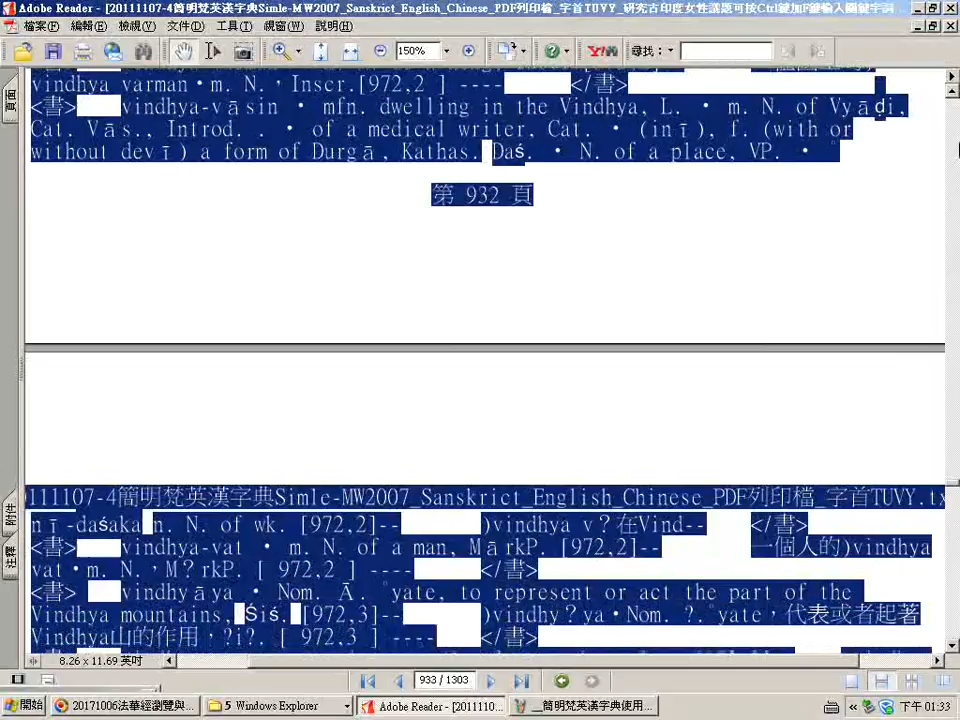 Adobe Reader - [20111107-4簡明梵英漢字典Simle-MW2007_Sanskrict_English_Chinese_PDF列印檔_字首TUVY_研究古印度女性議題可按Ctrl鍵加F鍵輸入關鍵字詞
檔案(F) 編輯(E) 檢視(V) 文件(D) 工具(T) 視窗(W) 說明(H)
150% 尋找:
頁面
vindhya varman‧m. N.‧Inscr.[972,2 ] ---- </書>
<書> vindhya-vāsin ‧ mfn. dwelling in the Vindhya, L. ‧ m. N. of Vyāḍi,
Cat. Vās., Introd. . ‧ of a medical writer, Cat. ‧ (inī), f. (with or
without devī) a form of Durgā, Kathas. Daś. ‧ N. of a place, VP. ‧ °
第 932 頁
111107-4簡明梵英漢字典Simle-MW2007_Sanskrict_English_Chinese_PDF列印檔_字首TUVY.tx
nī-daśaka n. N. of wk. [972,2]-- )vindhya v?在Vind-- </書>
<書> vindhya-vat ‧ m. N. of a man, MārkP. [972,2]-- 一個人的)vindhya
vat‧m. N.,M?rkP. [ 972,2 ] ---- </書>
<書> vindhyāya ‧ Nom. Ā. °yate, to represent or act the part of the
Vindhya mountains, Śiś. [972,3]-- )vindhy?ya‧Nom. ?.°yate,代表或者起著
Vindhya山的作用,?i?. [ 972,3 ] ---- </書>
附件
注釋
8.26 x 11.69 英吋
933 / 1303
開始 20171006法華經瀏覽與... 5 Windows Explorer Adobe Reader - [2011110... __簡明梵英漢字典使用... 上午 01:33